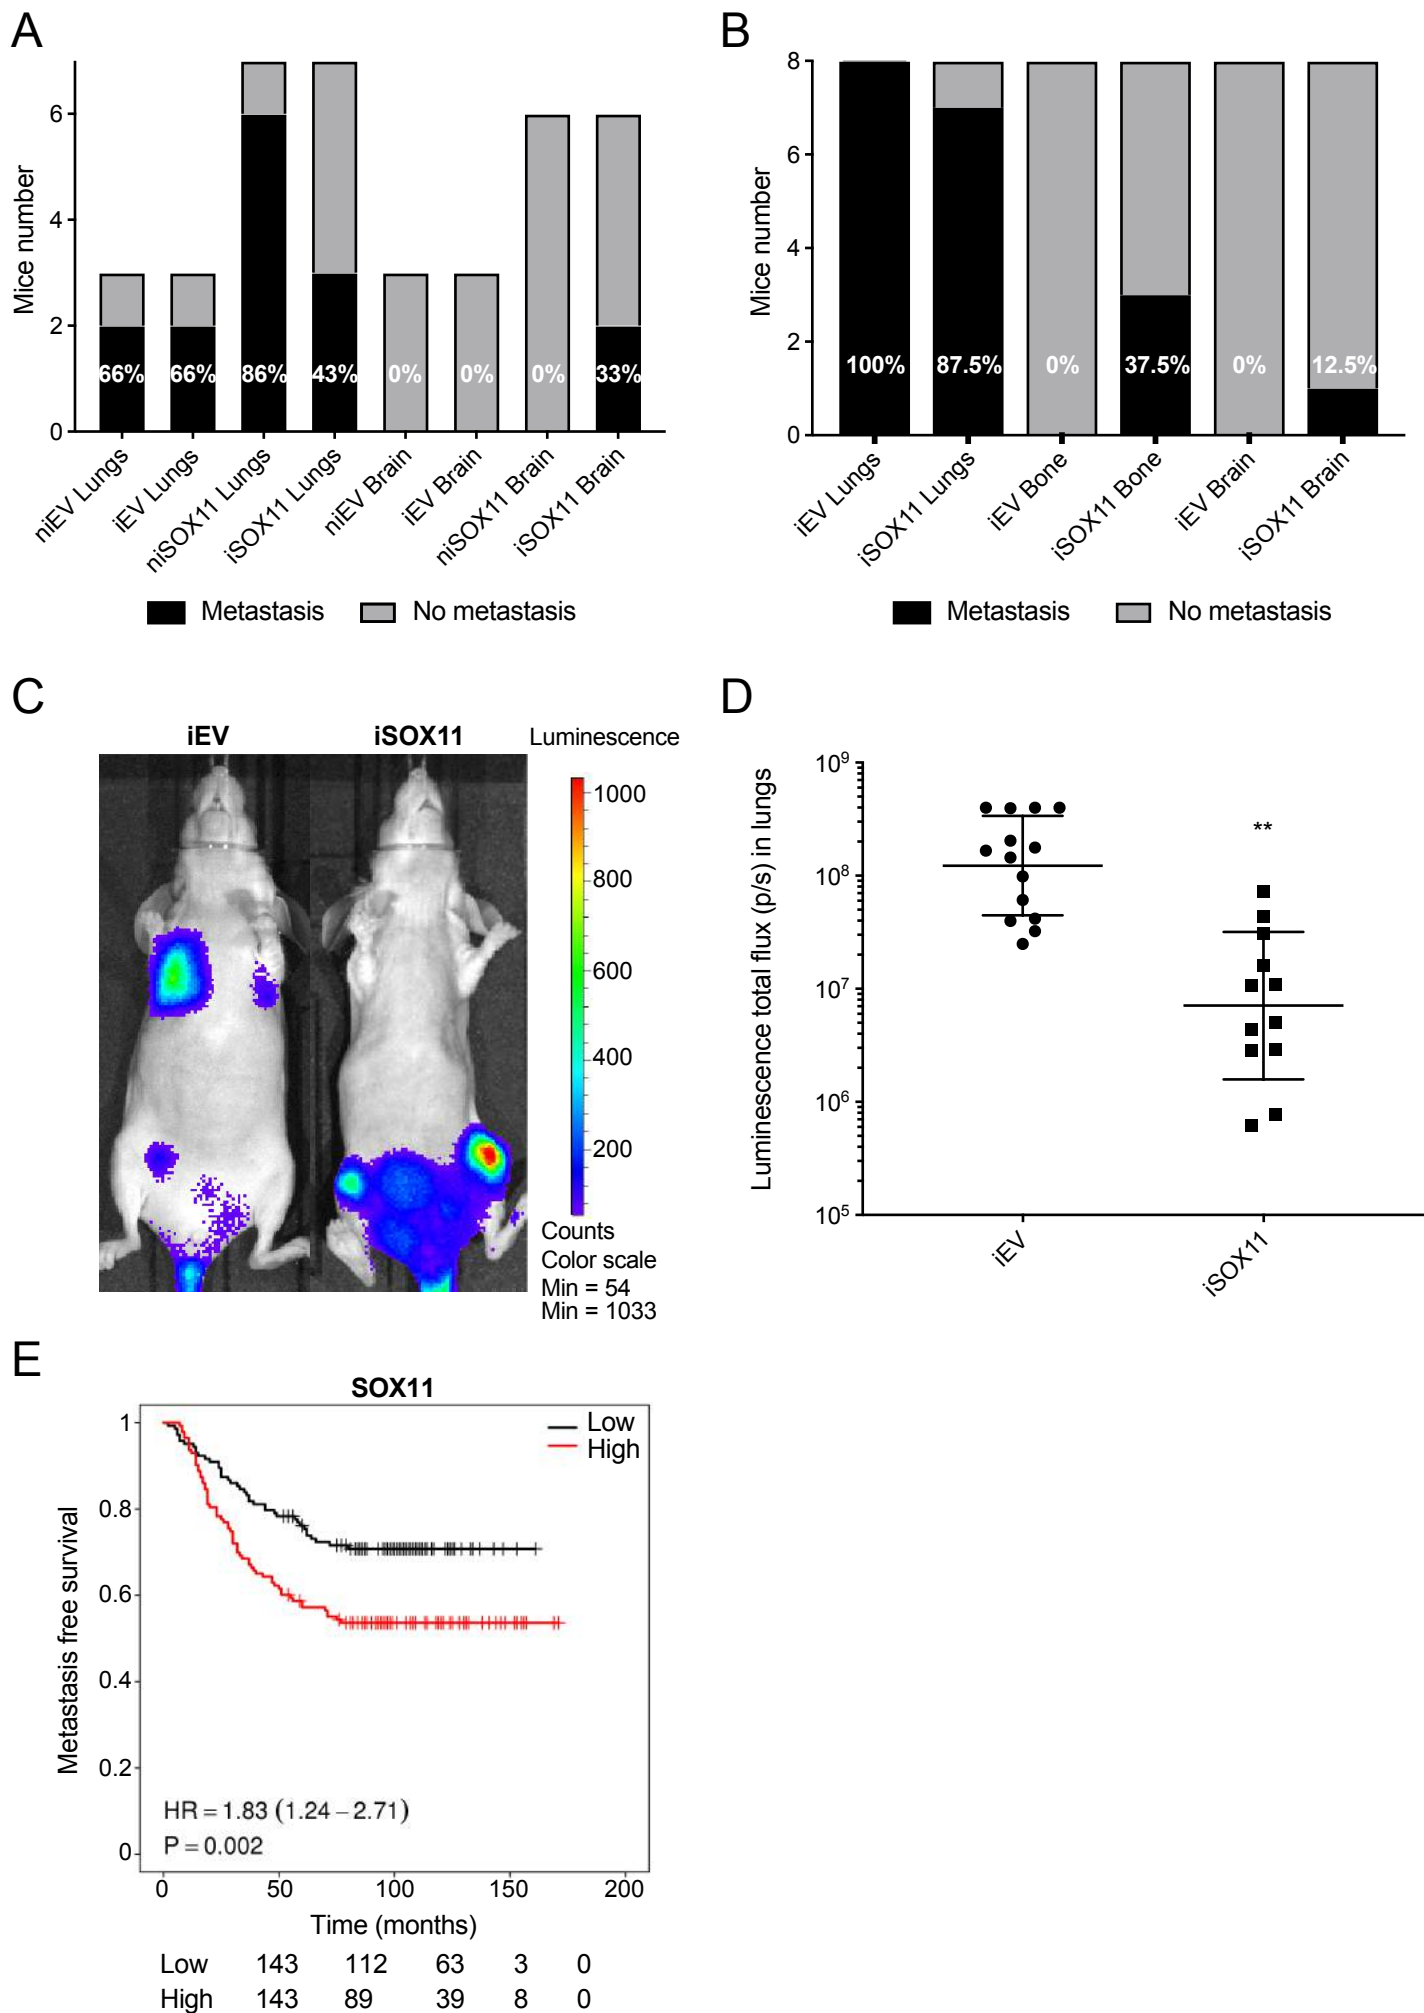 A
Mice number
6
4
2
0
66%
66%
86%
43%
0%
0%
0%
33%
niEV Lungs
iEV Lungs
niSOX11 Lungs
iSOX11 Lungs
niEV Brain
iEV Brain
niSOX11 Brain
iSOX11 Brain
Metastasis
No metastasis
B
Mice number
8
6
4
2
0
100%
87.5%
0%
37.5%
0%
12.5%
iEV Lungs
iSOX11 Lungs
iEV Bone
iSOX11 Bone
iEV Brain
iSOX11 Brain
Metastasis
No metastasis
C
iEV
iSOX11
Luminescence
1000
800
600
400
200
Counts
Color scale
Min = 54
Min = 1033
D
Luminescence total flux (p/s) in lungs
10⁹
10⁸
10⁷
10⁶
10⁵
**
iEV
iSOX11
E
SOX11
Metastasis free survival
1
0.8
0.6
0.4
0.2
0
Low
High
HR = 1.83 (1.24 – 2.71)
P = 0.002
0 50 100 150 200
Time (months)
Low 143 112 63 3 0
High 143 89 39 8 0